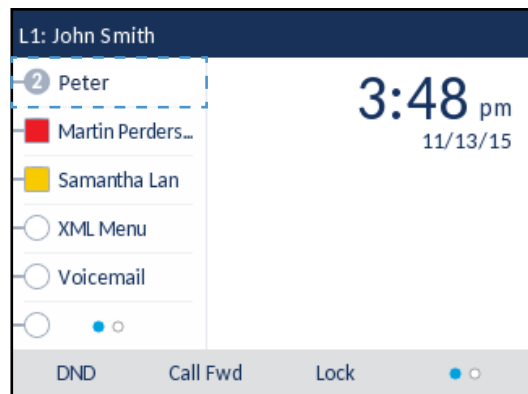 L1: John Smith
2 Peter
3:48 pm
11/13/15
Martin Perders...
Samantha Lan
XML Menu
Voicemail
DND Call Fwd Lock